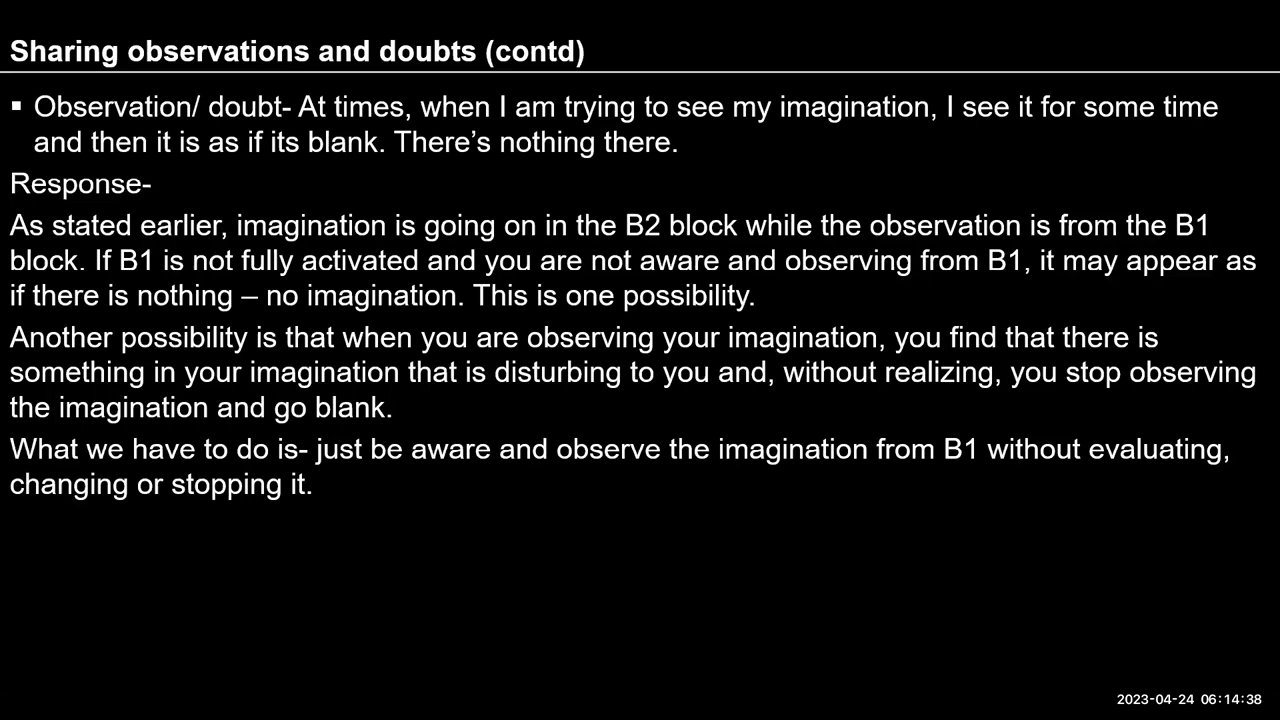 Sharing observations and doubts (contd)
▪ Observation/ doubt- At times, when I am trying to see my imagination, I see it for some time
and then it is as if its blank. There’s nothing there.
Response-
As stated earlier, imagination is going on in the B2 block while the observation is from the B1
block. If B1 is not fully activated and you are not aware and observing from B1, it may appear as
if there is nothing – no imagination. This is one possibility.
Another possibility is that when you are observing your imagination, you find that there is
something in your imagination that is disturbing to you and, without realizing, you stop observing
the imagination and go blank.
What we have to do is- just be aware and observe the imagination from B1 without evaluating,
changing or stopping it.
2023-04-24 06:14:38